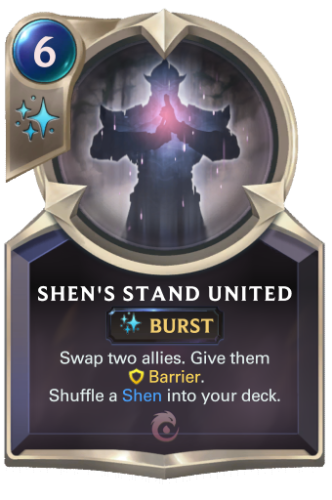 6
SHEN'S STAND UNITED
BURST
Swap two allies. Give them
Barrier.
Shuffle a Shen into your deck.